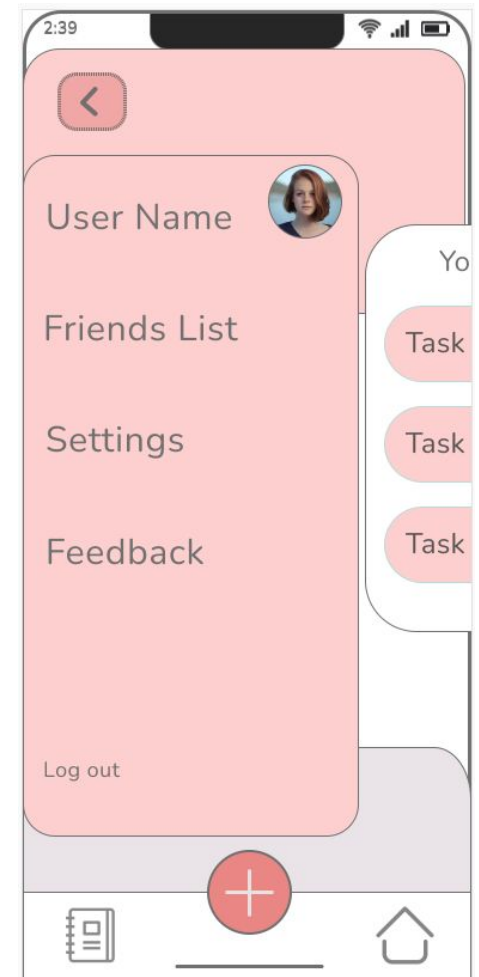 2:39
User Name
Friends List
Settings
Feedback
Log out
Yo
Task
Task
Task